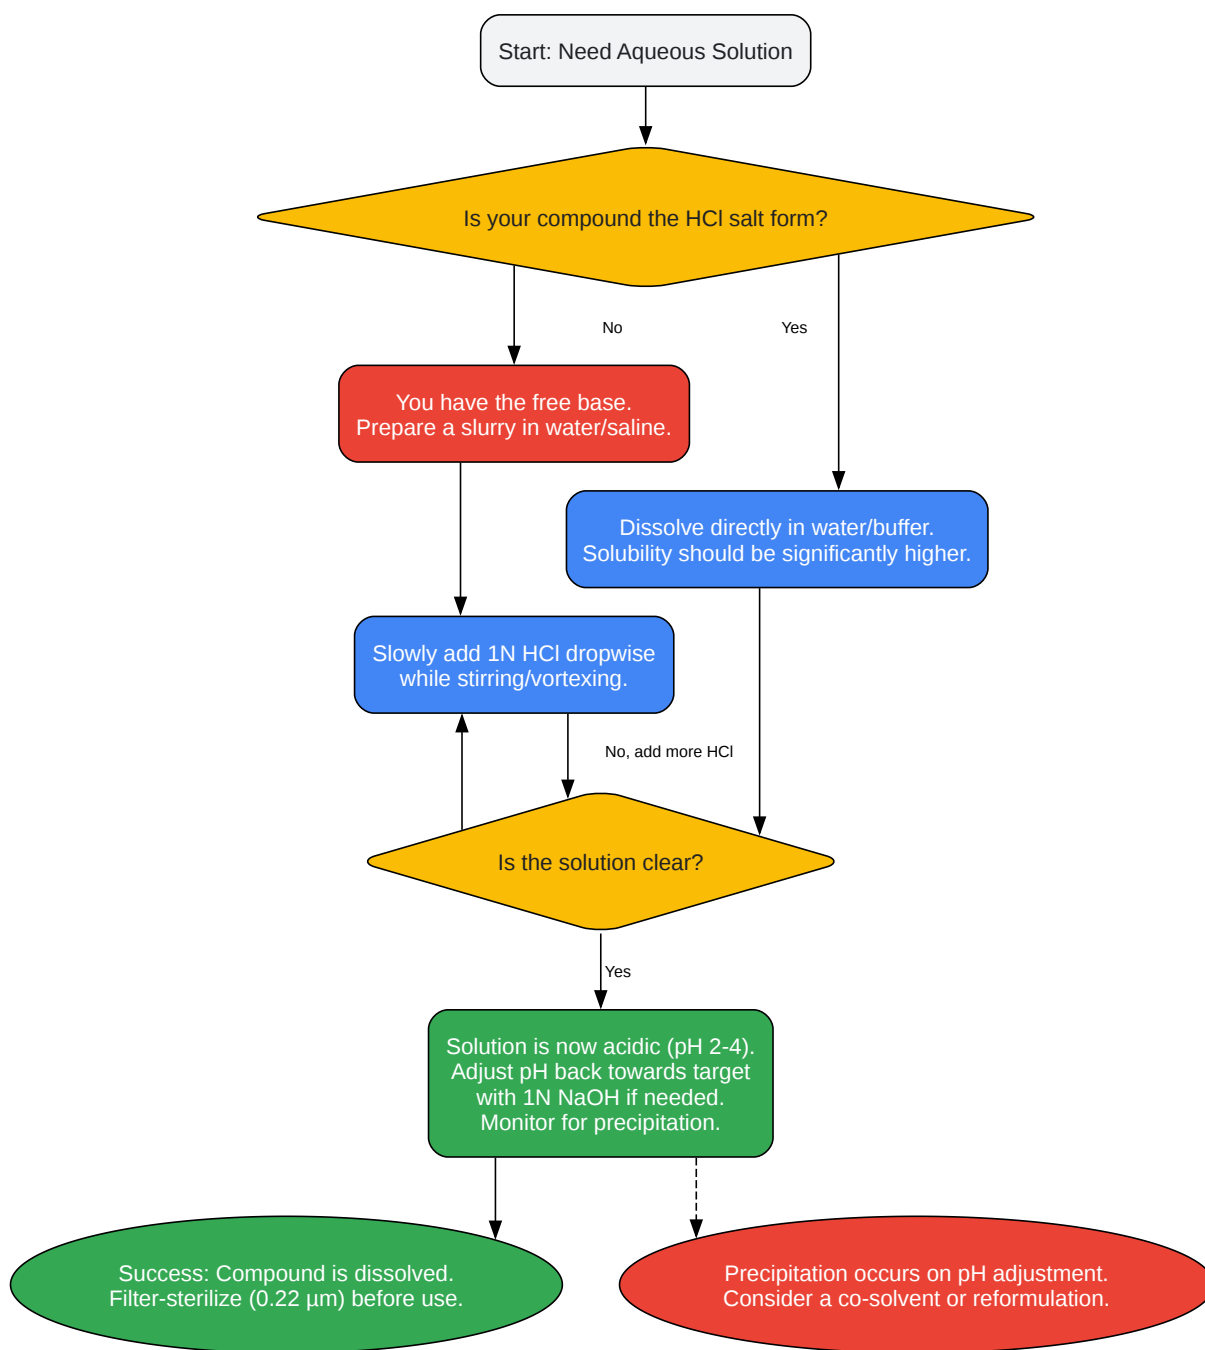 Start: Need Aqueous Solution
Is your compound the HCl salt form?
No
Yes
You have the free base.
Prepare a slurry in water/saline.
Dissolve directly in water/buffer.
Solubility should be significantly higher.
Slowly add 1N HCl dropwise
while stirring/vortexing.
No, add more HCl
Is the solution clear?
Yes
Solution is now acidic (pH 2-4).
Adjust pH back towards target
with 1N NaOH if needed.
Monitor for precipitation.
Success: Compound is dissolved.
Filter-sterilize (0.22 µm) before use.
Precipitation occurs on pH adjustment.
Consider a co-solvent or reformulation.